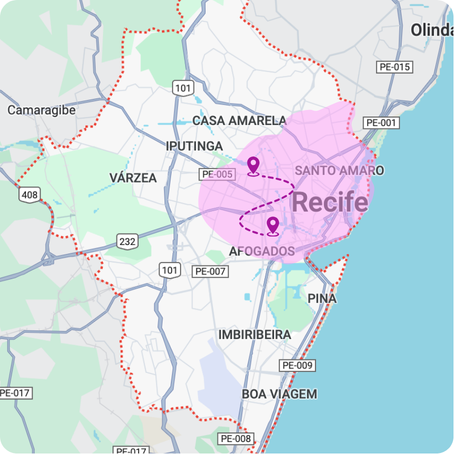 Olinda
PE-015
101
Camaragibe
CASA AMARELA
PE-001
IPUTINGA
PE-005
SANTO AMARO
VÁRZEA
408
Recife
232
AFOGADOS
101
PE-007
PINA
IMBIRIBEIRA
PE-009
PE-017
BOA VIAGEM
PE-008
PE-017